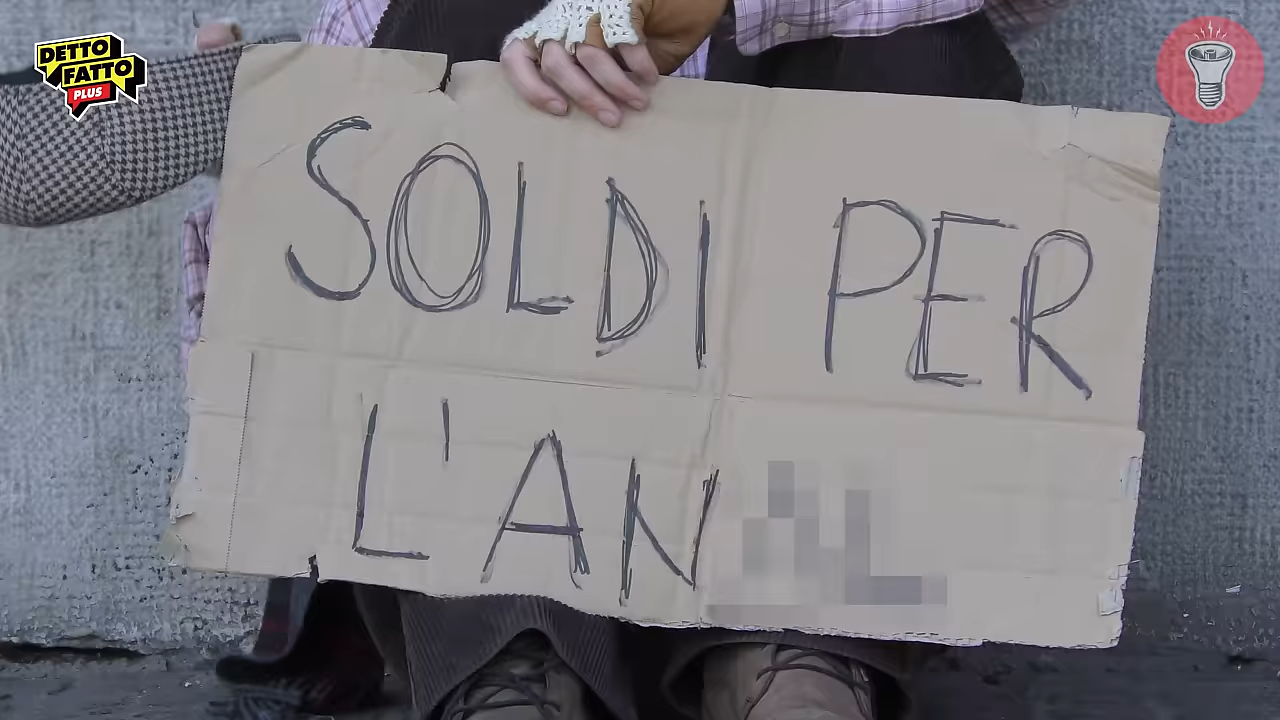 DETTO
FATTO
PLUS
SOLDI PER
L'AN